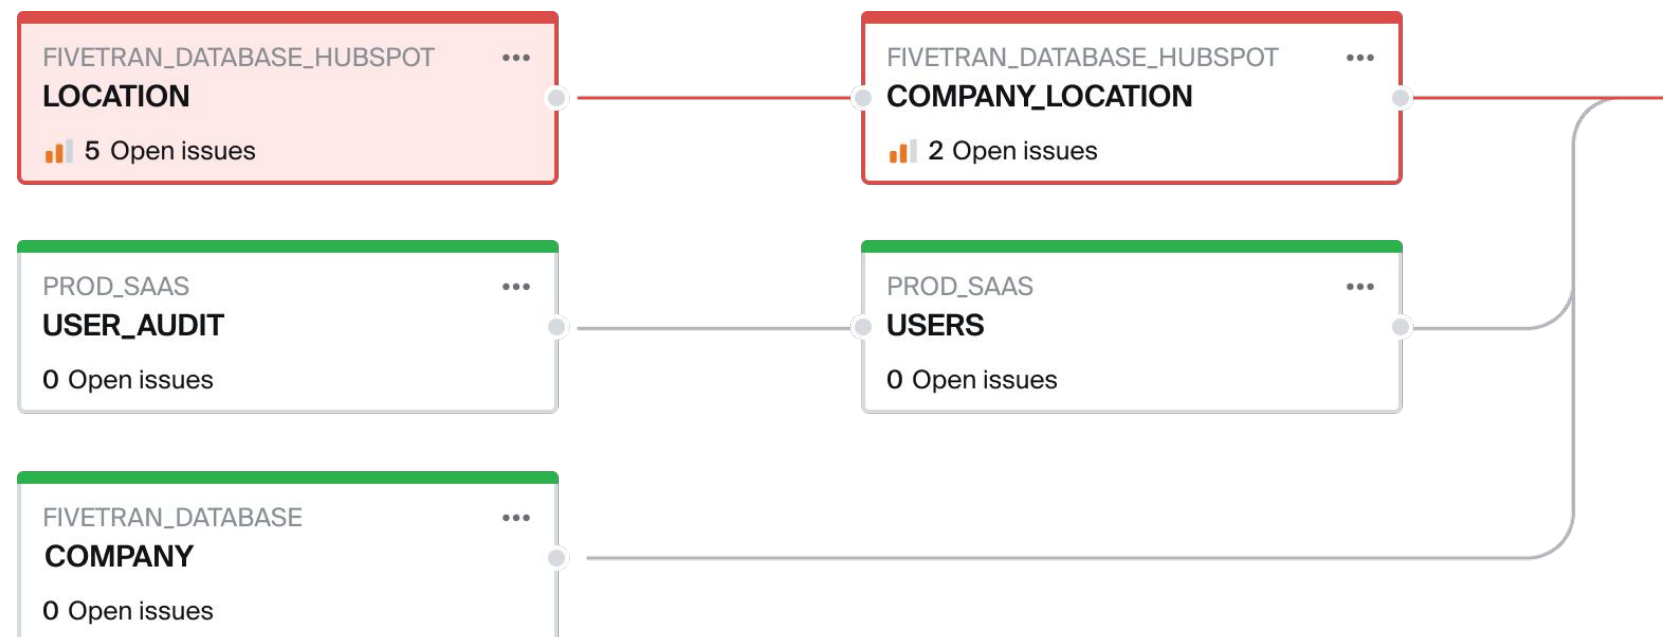 FIVETRAN_DATABASE_HUBSPOT
LOCATION
5 Open issues
FIVETRAN_DATABASE_HUBSPOT
COMPANY_LOCATION
2 Open issues
PROD_SAAS
USER_AUDIT
0 Open issues
PROD_SAAS
USERS
0 Open issues
FIVETRAN_DATABASE
COMPANY
0 Open issues